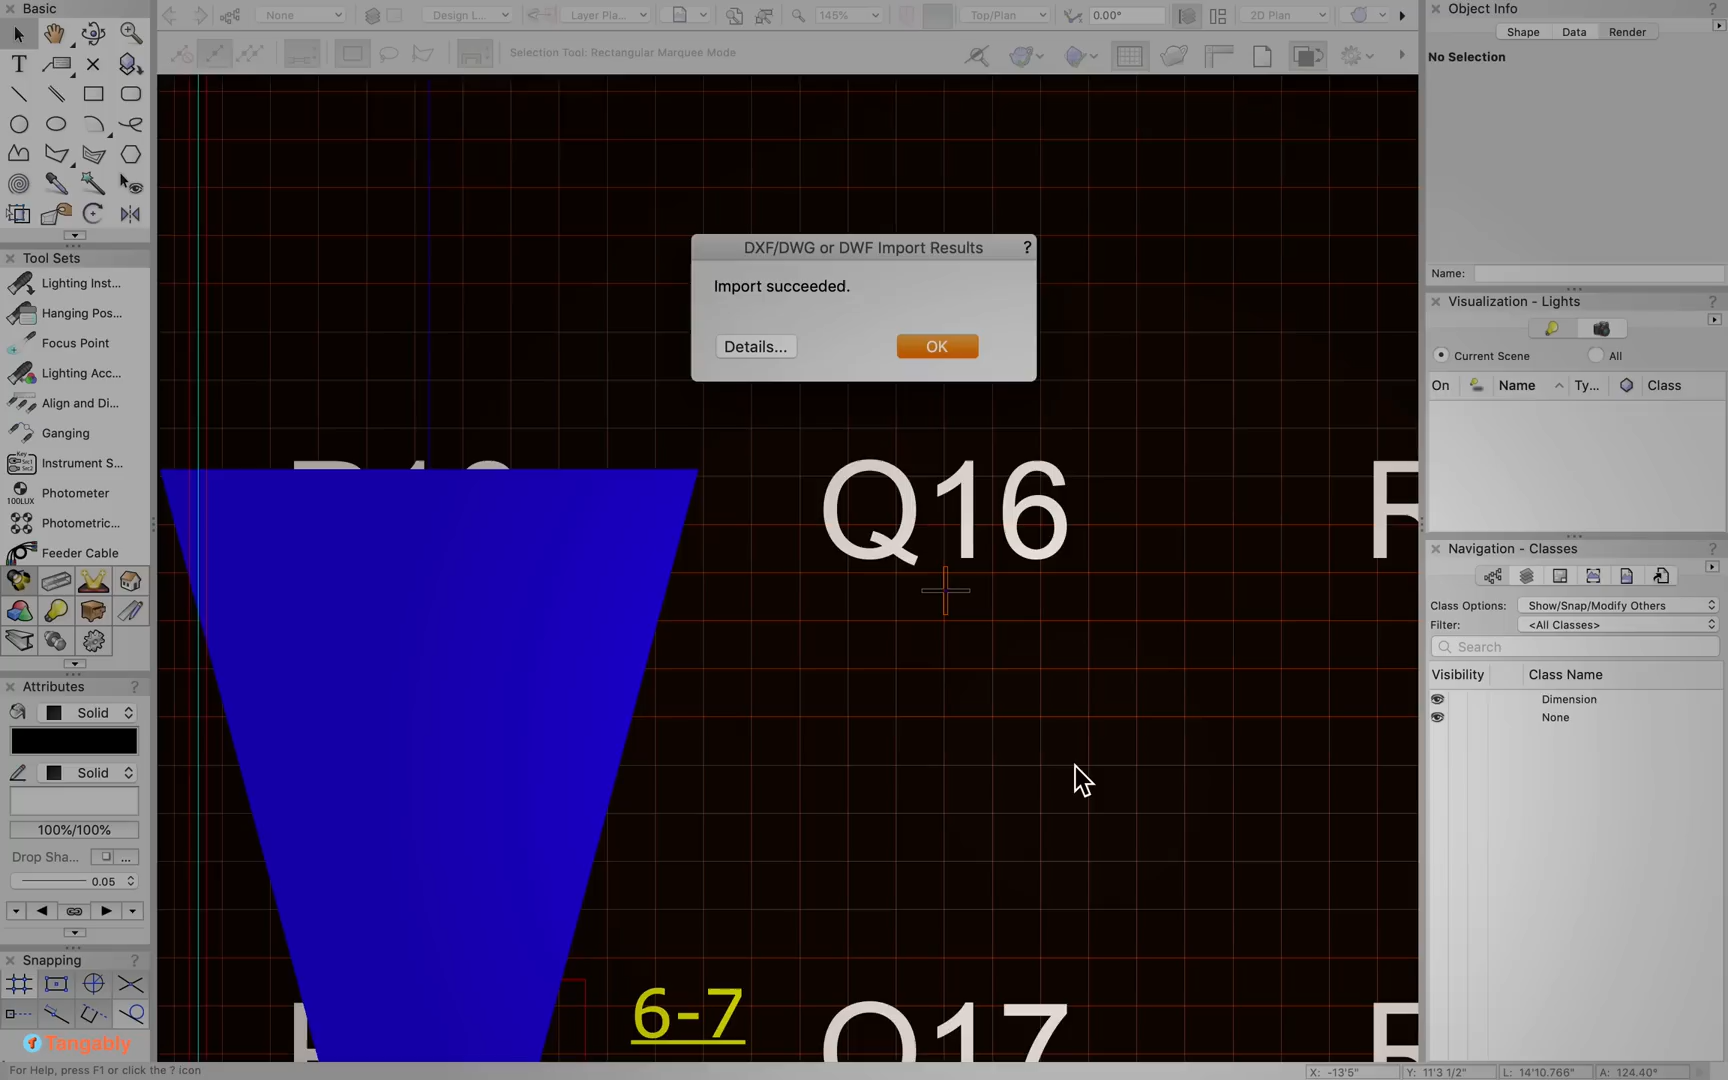 Basic
None
Design L...
Layer Pla...
145%
Top/Plan
0.00°
2D Plan
Selection Tool: Rectangular Marquee Mode
Tool Sets
Lighting Inst...
Hanging Pos...
Focus Point
Lighting Acc...
Align and Di...
Ganging
Instrument S...
Photometer
Photometric...
Feeder Cable
Attributes ?
Solid
Solid
100%/100%
Drop Sha... ...
0.05
Snapping ?
Tangably
For Help, press F1 or click the ? icon
DXF/DWG or DWF Import Results ?
Import succeeded.
Details... OK
Q16
6-7
Q17
Object Info ?
Shape Data Render
No Selection
Name:
Visualization - Lights ?
Current Scene All
On Name Ty... Class
Navigation - Classes ?
Class Options: Show/Snap/Modify Others
Filter: <All Classes>
Search
Visibility Class Name
Dimension
None
X: -13'5" Y: 11'3 1/2" L: 14'10.766" A: 124.40°